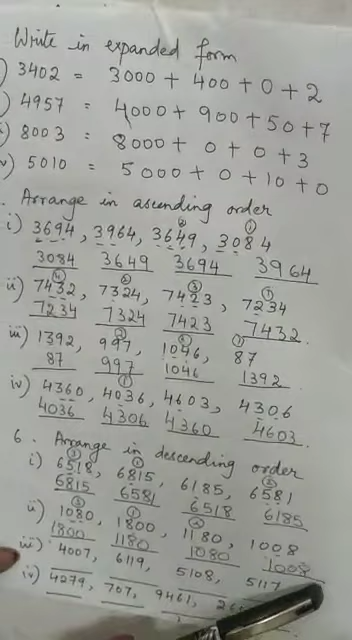 Write in expanded form
) 3402 = 3000 + 400 + 0 + 2
) 4957 = 4000 + 900 + 50 + 7
) 8003 = 8000 + 0 + 0 + 3
v) 5010 = 5000 + 0 + 10 + 0
Arrange in ascending order
i) 3694, 3964, 3649, 3084
3084 3649 3694 3964
ii) 7432, 7324, 7423, 7234
7234 7324 7423 7432
iii) 1392, 997, 1046, 87
87 997 1046 1392
iv) 4360, 4036, 4603, 4306
4036 4306 4360 4603
6. Arrange in descending order
i) 6518, 6815, 6185, 6581
6815 6581 6518 6185
ii) 1080, 1800, 1180, 1008
1800 1180 1080 1008
iii) 4007, 6119, 5108, 5117
iv) 4279, 707, 9461,